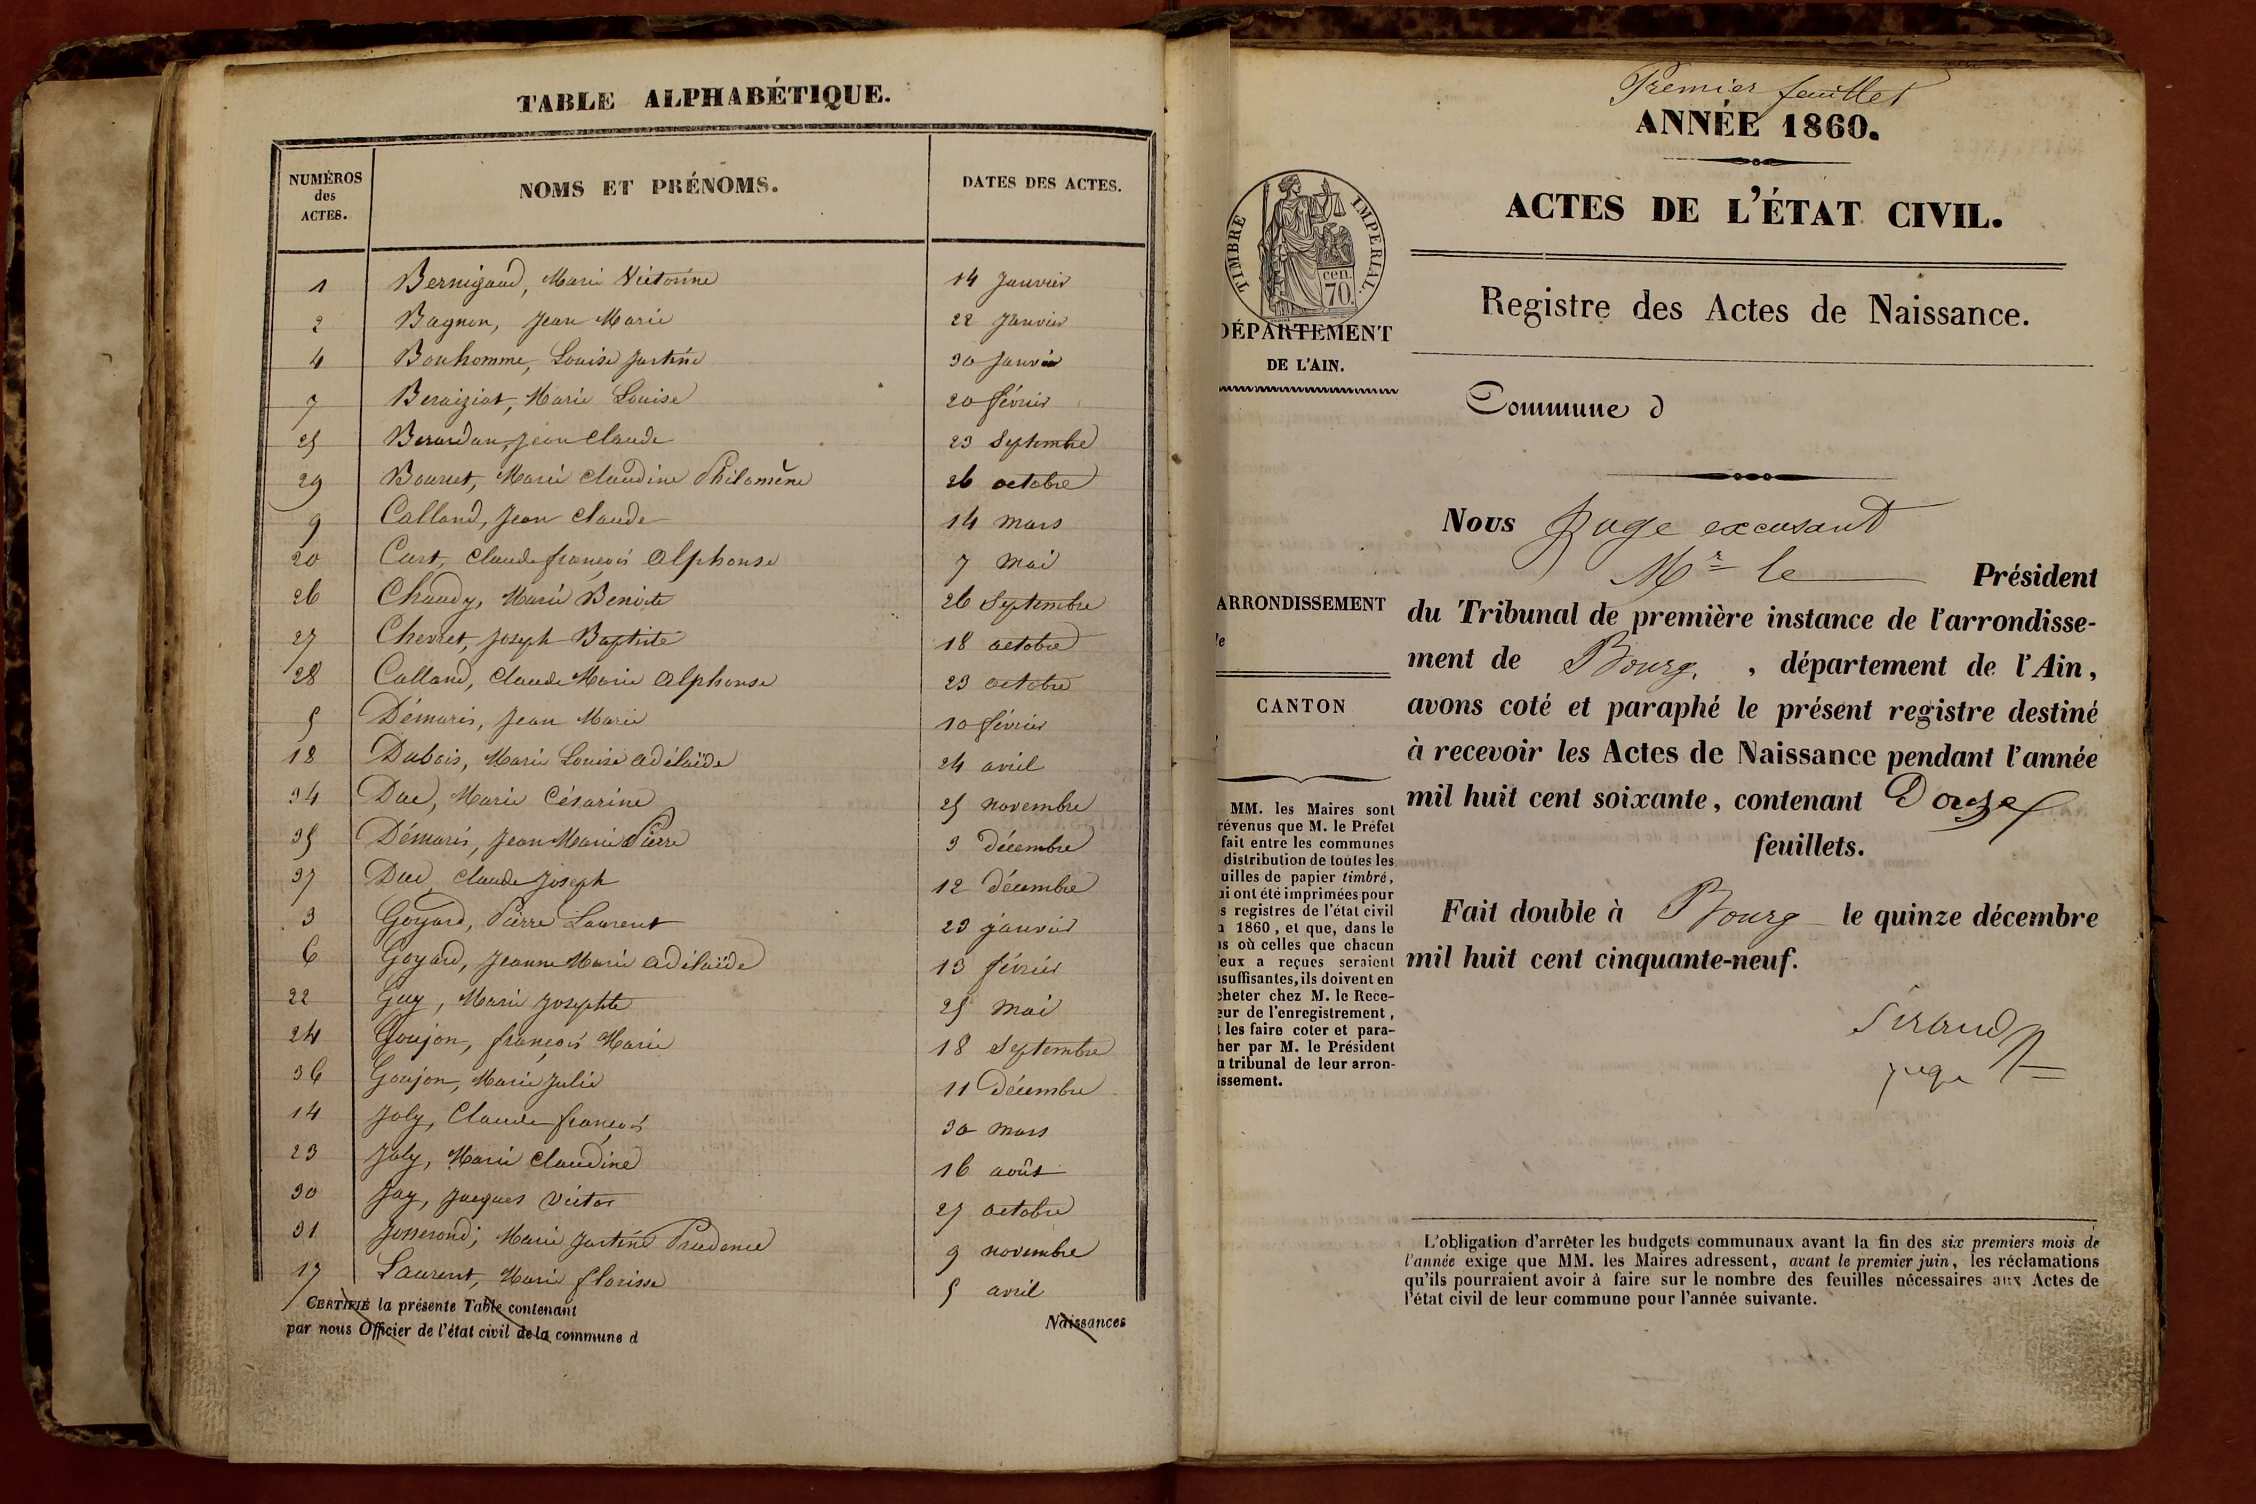 TABLE ALPHABÉTIQUE.
NUMÉROS des ACTES. NOMS ET PRÉNOMS. DATES DES ACTES.
1 Bernigaud, Marie Victorine 14 Janvier
2 Bagnon, Jean Marie 22 Janvier
4 Bonhomme, Louise Justine 30 Janvier
7 Beraiziat, Marie Louise 20 février
25 Berardan, Jean Claude 23 Septembre
29 Bourcet, Marie Claudine Philomène 26 octobre
9 Calland, Jean Claude 14 mars
20 Curt, Claude françois Alphonse 7 Mai
26 Chaudy, Marie Benoite 26 Septembre
27 Chevret, Joseph Baptiste 18 octobre
28 Calland, Claude Marie Alphonse 23 octobre
5 Démaris, Jean Marie 10 février
18 Dubois, Marie Louise adélaïde 24 avril
34 Duc, Marie Césarine 25 novembre
35 Démaris, Jean Marie Pierre 3 décembre
37 Duc, Claude Joseph 12 décembre
3 Goyard, Pierre Laurent 23 janvier
6 Goyard, Jeanne Marie adélaïde 13 février
22 Guy, Marie Josephte 25 Mai
24 Goujon, françois Marie 18 Septembre
36 Goujon, Marie Julie 11 Décembre
14 Joly, Claude françois 30 mars
23 Joly, Marie Claudine 16 août
30 Jay, Jacques Victor 27 octobre
31 Josserand, Marie Justine Prudence 9 novembre
17 Laurent, Marie florisse 5 avril
CERTIFIÉ la présente Table contenant Naissances
par nous Officier de l'état civil de la commune d
Premier feuillet
ANNÉE 1860.
ACTES DE L'ÉTAT CIVIL.
Registre des Actes de Naissance.
TIMBRE IMPERIAL.
cen.
70.
DÉPARTEMENT
DE L'AIN.
Commune d
Nous Juge excusant
Mr le Président
du Tribunal de première instance de l'arrondisse-
ment de Bourg, département de l'Ain,
avons coté et paraphé le présent registre destiné
à recevoir les Actes de Naissance pendant l'année
mil huit cent soixante, contenant Douze
feuillets.
Fait double à Bourg le quinze décembre
mil huit cent cinquante-neuf.
Sirand
juge
ARRONDISSEMENT
CANTON
MM. les Maires sont
révenus que M. le Préfet
fait entre les communes
distribution de toutes les
uilles de papier timbré,
ui ont été imprimées pour
s registres de l'état civil
1860, et que, dans le
as où celles que chacun
'eux a reçues seraient
nsuffisantes, ils doivent en
cheter chez M. le Rece-
eur de l'enregistrement,
t les faire coter et para-
her par M. le Président
u tribunal de leur arron-
issement.
L'obligation d'arrêter les budgets communaux avant la fin des six premiers mois de
l'année exige que MM. les Maires adressent, avant le premier juin, les réclamations
qu'ils pourraient avoir à faire sur le nombre des feuilles nécessaires aux Actes de
l'état civil de leur commune pour l'année suivante.